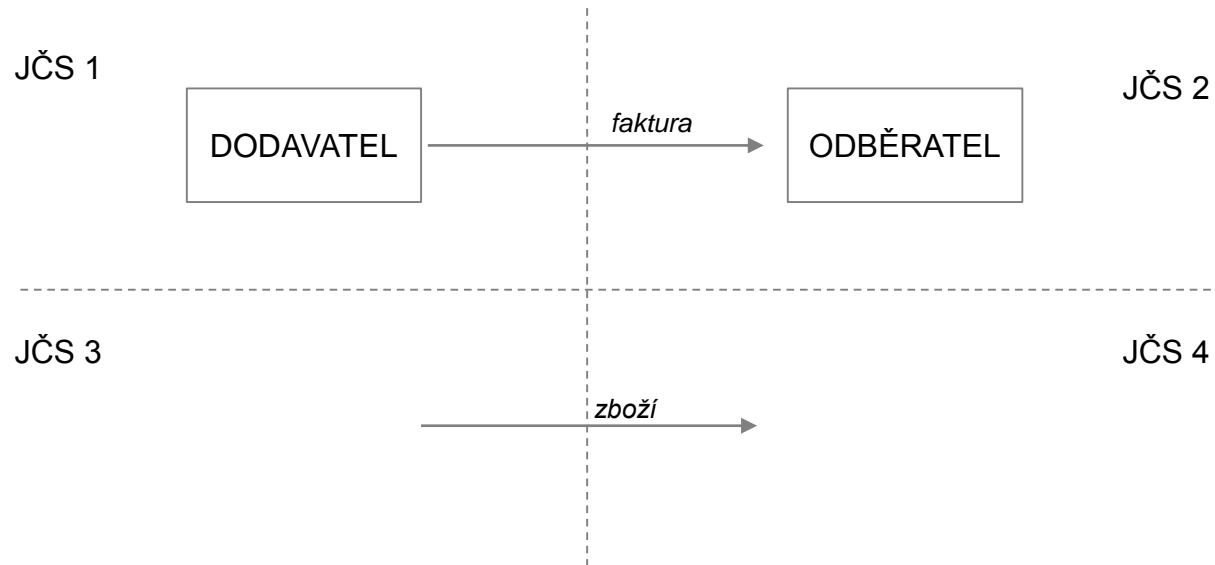 JČS 1
JČS 2
DODAVATEL
faktura
ODBĚRATEL
JČS 3
JČS 4
zboží